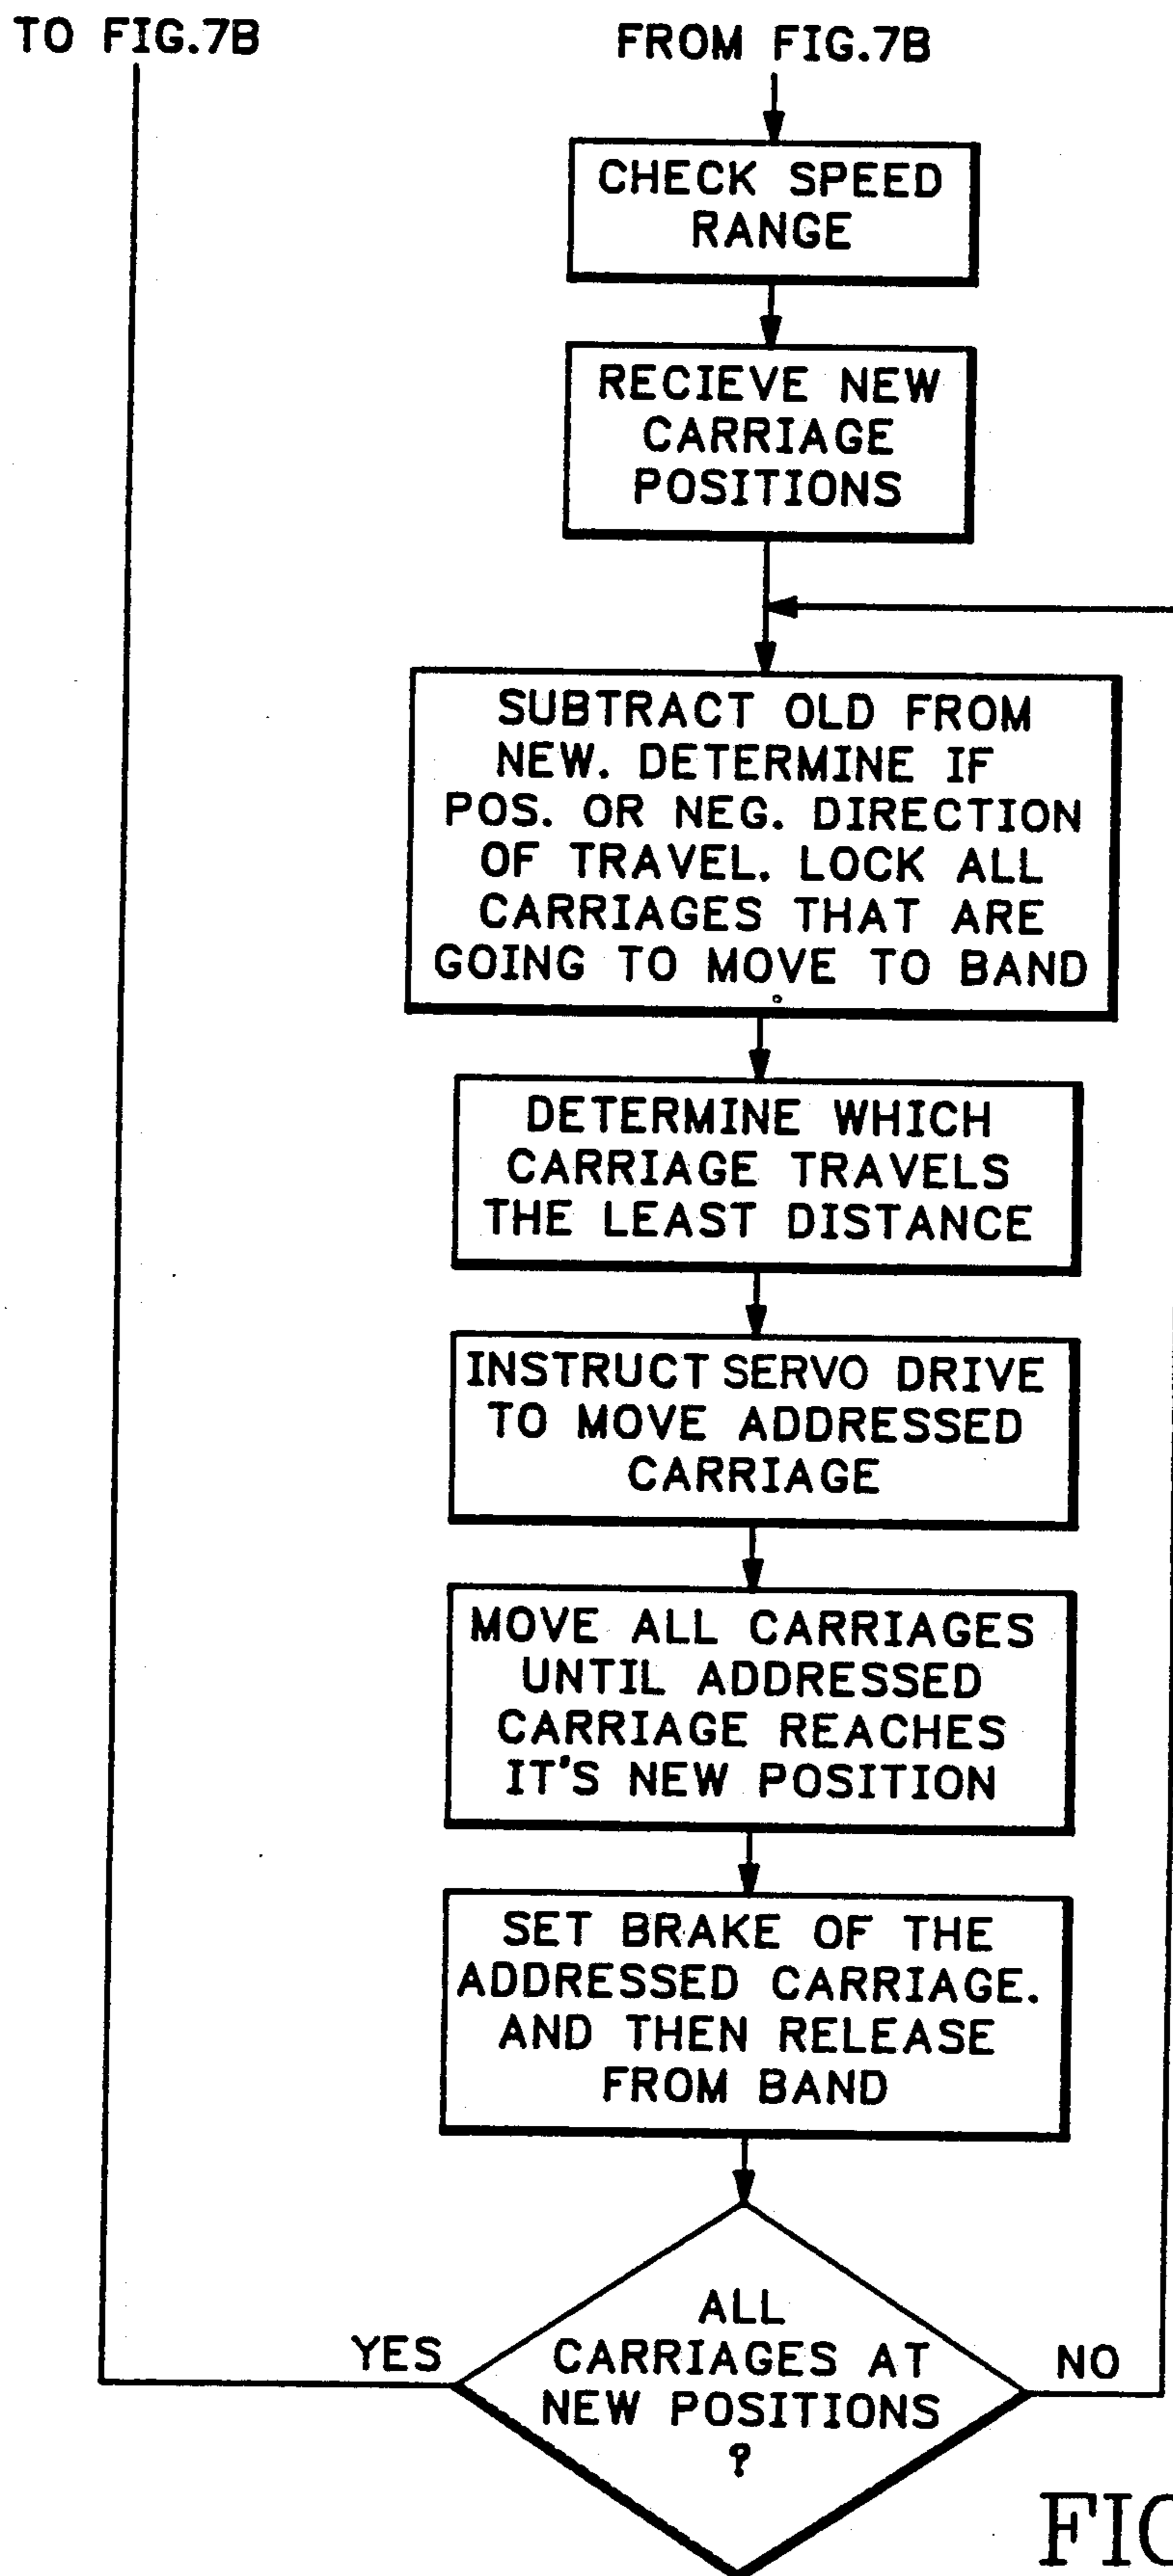 TO FIG.7B
FROM FIG.7B
CHECK SPEED
RANGE
RECIEVE NEW
CARRIAGE
POSITIONS
SUBTRACT OLD FROM
NEW. DETERMINE IF
POS. OR NEG. DIRECTION
OF TRAVEL. LOCK ALL
CARRIAGES THAT ARE
GOING TO MOVE TO BAND
DETERMINE WHICH
CARRIAGE TRAVELS
THE LEAST DISTANCE
INSTRUCT SERVO DRIVE
TO MOVE ADDRESSED
CARRIAGE
MOVE ALL CARRIAGES
UNTIL ADDRESSED
CARRIAGE REACHES
IT'S NEW POSITION
SET BRAKE OF THE
ADDRESSED CARRIAGE.
AND THEN RELEASE
FROM BAND
YES
ALL
CARRIAGES AT
NEW POSITIONS
?
NO